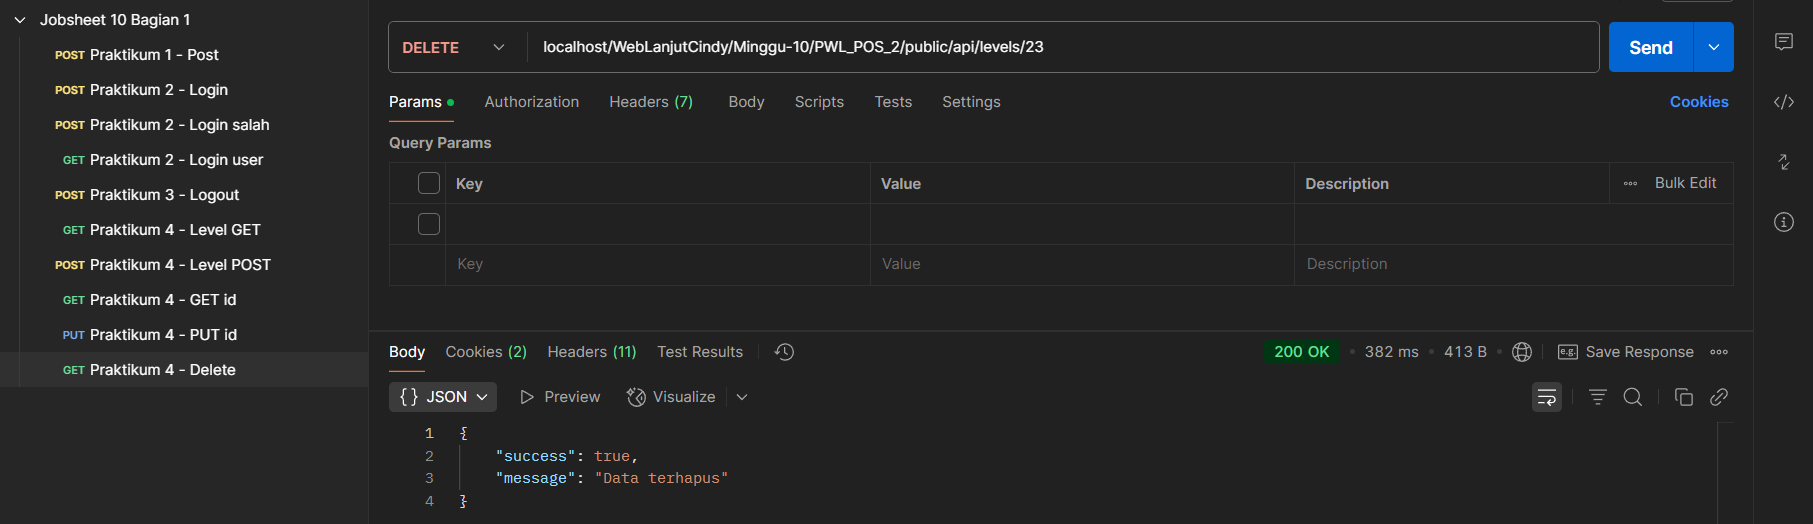 Jobsheet 10 Bagian 1
POST Praktikum 1 - Post
POST Praktikum 2 - Login
POST Praktikum 2 - Login salah
GET Praktikum 2 - Login user
POST Praktikum 3 - Logout
GET Praktikum 4 - Level GET
POST Praktikum 4 - Level POST
GET Praktikum 4 - GET id
PUT Praktikum 4 - PUT id
GET Praktikum 4 - Delete
DELETE localhost/WebLanjutCindy/Minggu-10/PWL_POS_2/public/api/levels/23 Send
Params Authorization Headers (7) Body Scripts Tests Settings Cookies
Query Params
Key Value Description Bulk Edit
Key Value Description
Body Cookies (2) Headers (11) Test Results 200 OK 382 ms 413 B e.g. Save Response
{} JSON Preview Visualize
1 {
2 "success": true,
3 "message": "Data terhapus"
4 }